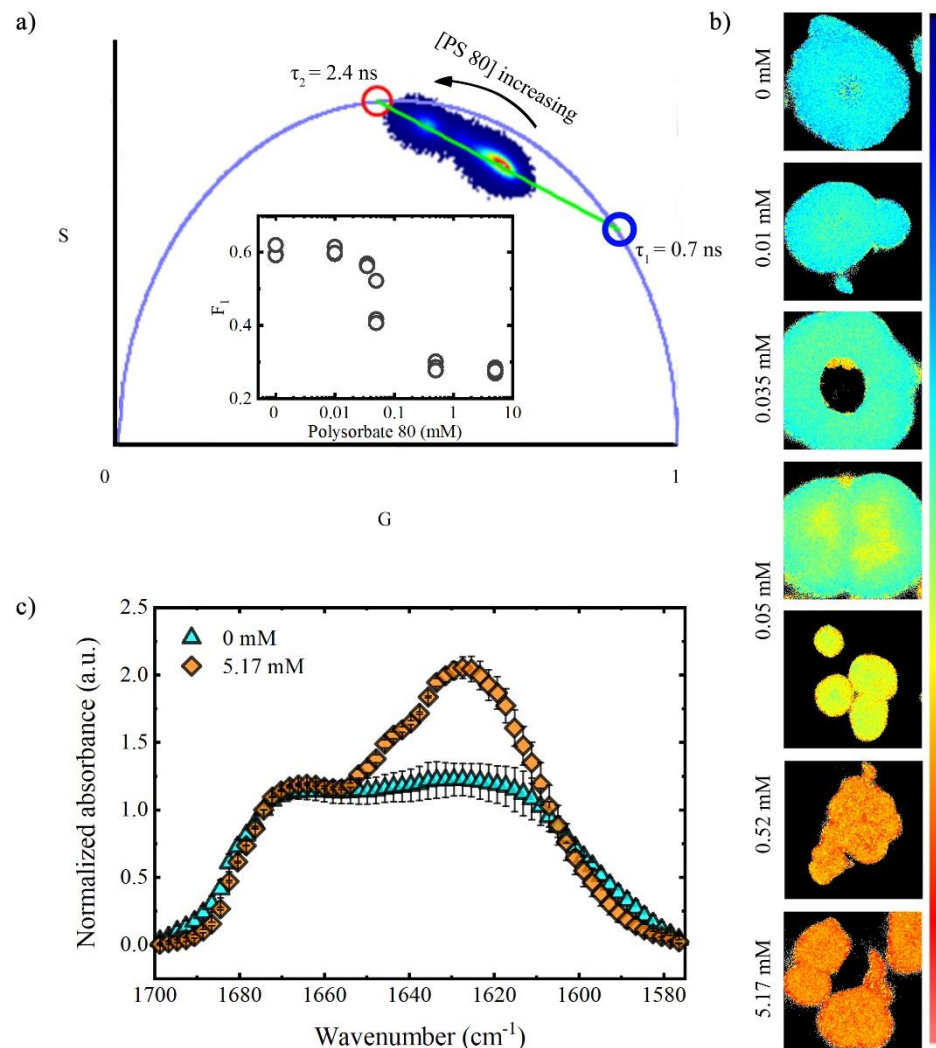 a)
[PS 80] increasing
τ2 = 2.4 ns
S
τ1 = 0.7 ns
0.6
F1
0.4
0.2
0 0.01 0.1 1 10
Polysorbate 80 (mM)
0 1
G
b)
0 mM
0.01 mM
0.035 mM
0.05 mM
0.52 mM
5.17 mM
c)
2.5
0 mM
5.17 mM
2.0
1.5
1.0
0.5
0.0
Normalized absorbance (a.u.)
1700 1680 1660 1640 1620 1600 1580
Wavenumber (cm-1)